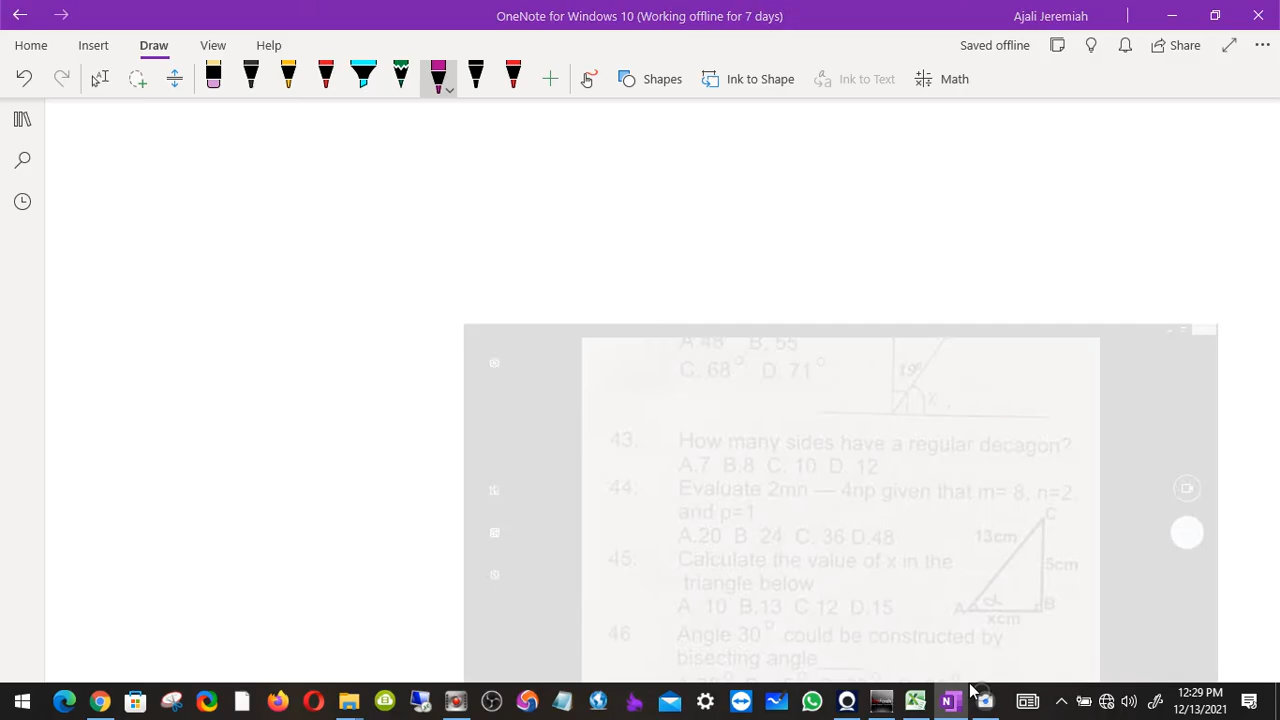 OneNote for Windows 10 (Working offline for 7 days)
Ajali Jeremiah
Home Insert Draw View Help
Saved offline
Share
Shapes
Ink to Shape
Ink to Text
Math
A.48 B. 55
C. 68° D. 71°
19°
x
43. How many sides have a regular decagon?
A.7 B.8 C. 10 D. 12
44. Evaluate 2mn — 4np given that m= 8, n=2,
and p=1
A.20 B 24 C. 36 D.48
45. Calculate the value of x in the
triangle below
A 10 B.13 C 12 D.15
C
13cm
5cm
A
B
xcm
46 Angle 30° could be constructed by
bisecting angle
12:29 PM
12/13/2021